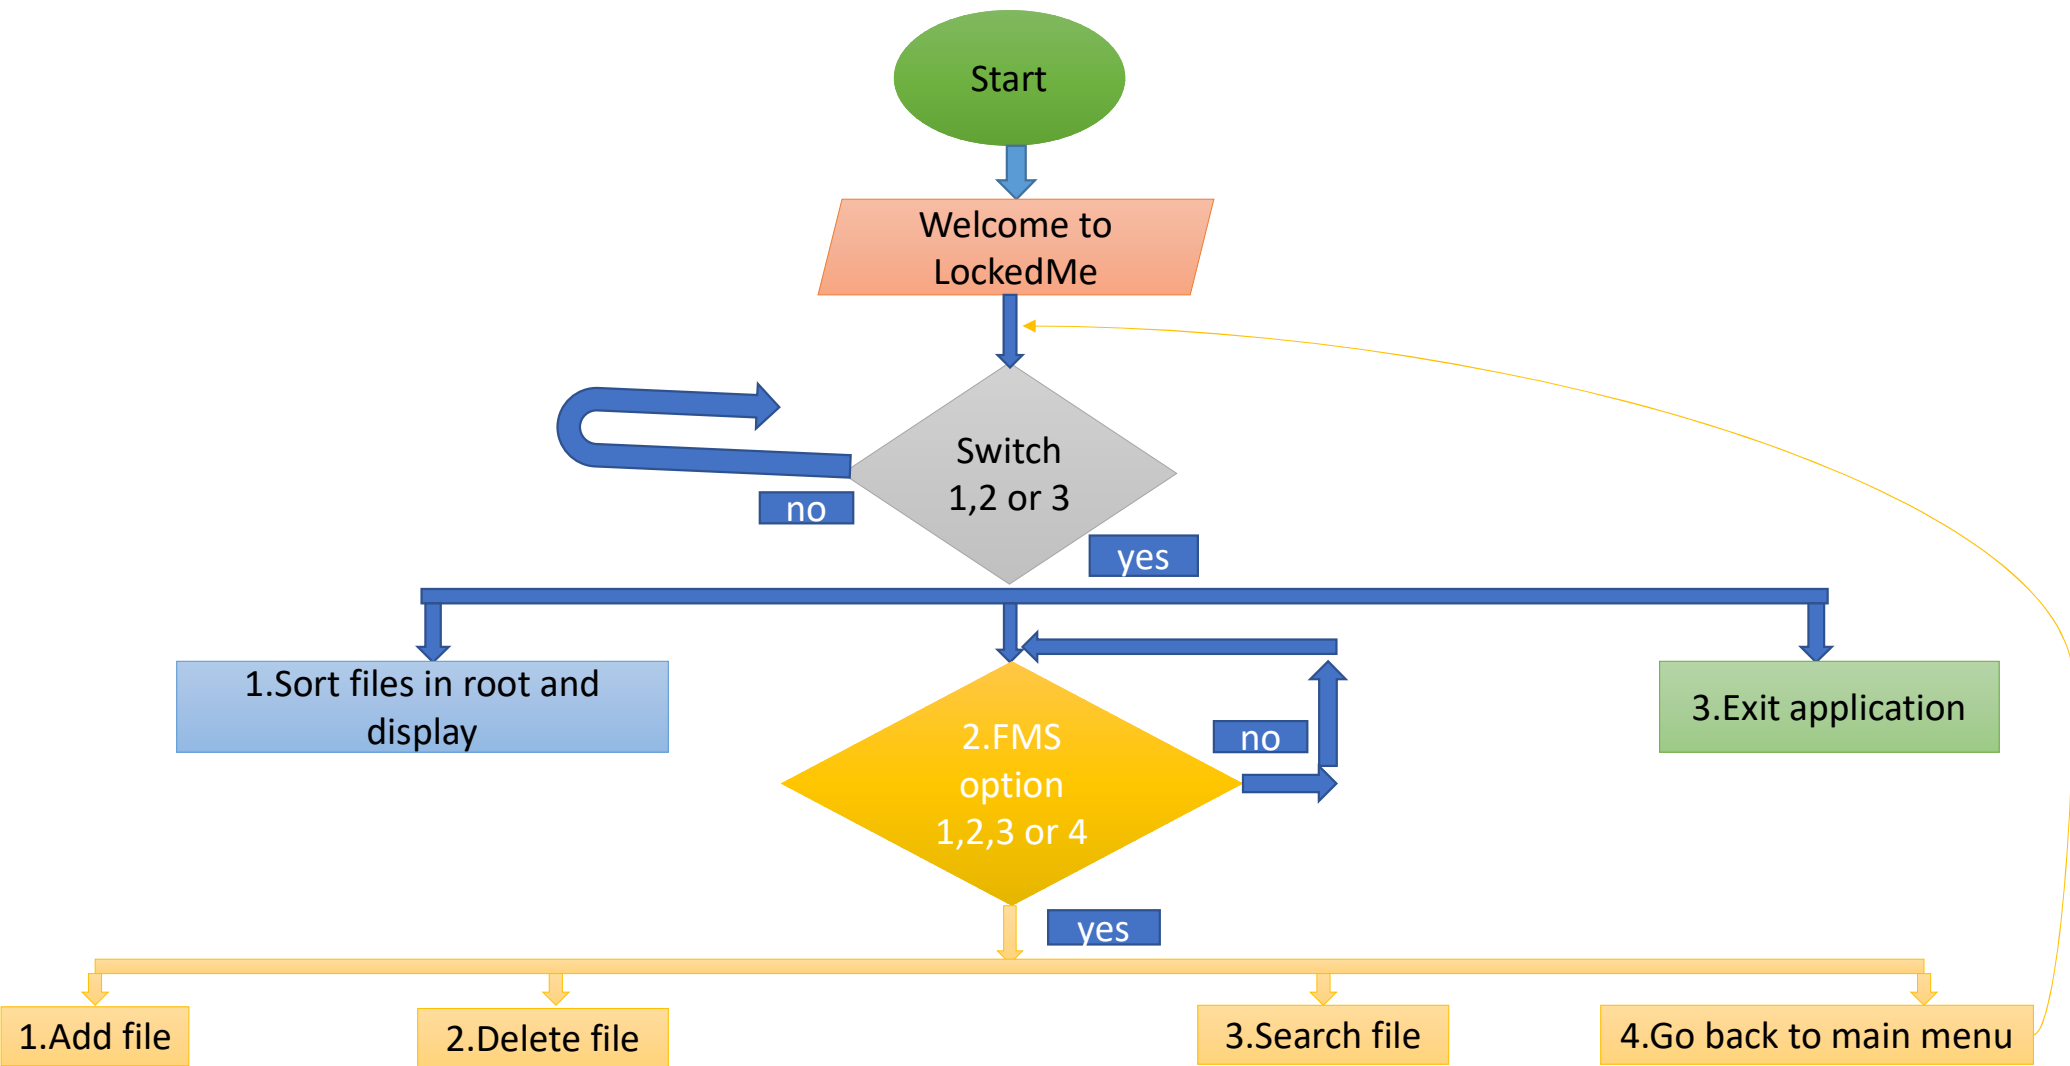 Start
Welcome to
LockedMe
Switch
1,2 or 3
no
yes
1.Sort files in root and
display
2.FMS
option
1,2,3 or 4
no
3.Exit application
yes
1.Add file
2.Delete file
3.Search file
4.Go back to main menu